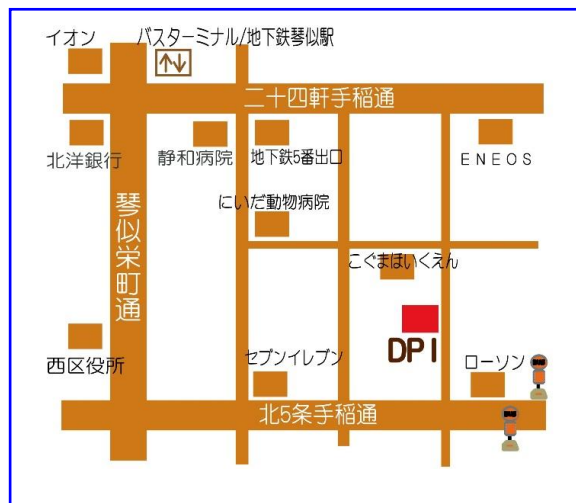 イオン
バスターミナル/地下鉄琴似駅
二十四軒手稲通
北洋銀行
静和病院
地下鉄5番出口
ENEOS
にいだ動物病院
琴似栄町通
こぐまほいくえん
西区役所
セブンイレブン
DPI
ローソン
北5条手稲通